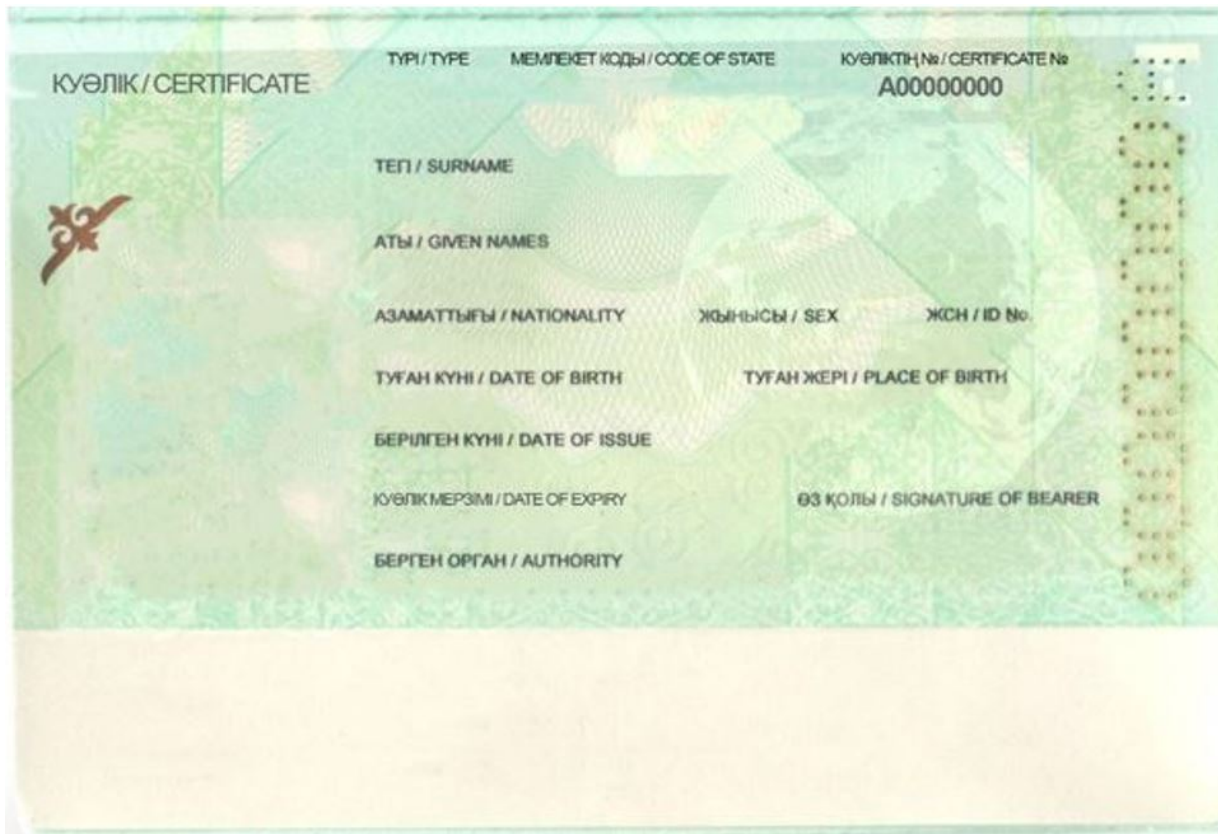 КУӘЛІК / CERTIFICATE
ТҮРІ / TYPE МЕМЛЕКЕТ КОДЫ / CODE OF STATE КУӘЛІКТІҢ № / CERTIFICATE №
A00000000
ТЕГІ / SURNAME
АТЫ / GIVEN NAMES
АЗАМАТТЫҒЫ / NATIONALITY ЖЫНЫСЫ / SEX ЖСН / ID No.
ТУҒАН КҮНІ / DATE OF BIRTH ТУҒАН ЖЕРІ / PLACE OF BIRTH
БЕРІЛГЕН КҮНІ / DATE OF ISSUE
КУӘЛІК МЕРЗІМІ / DATE OF EXPIRY ӨЗ ҚОЛЫ / SIGNATURE OF BEARER
БЕРГЕН ОРГАН / AUTHORITY